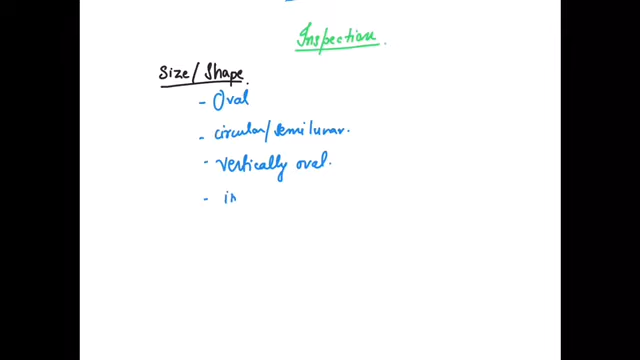 Inspection
Size/Shape
- Oval
- circular/semilunar.
- vertically oval.
- in